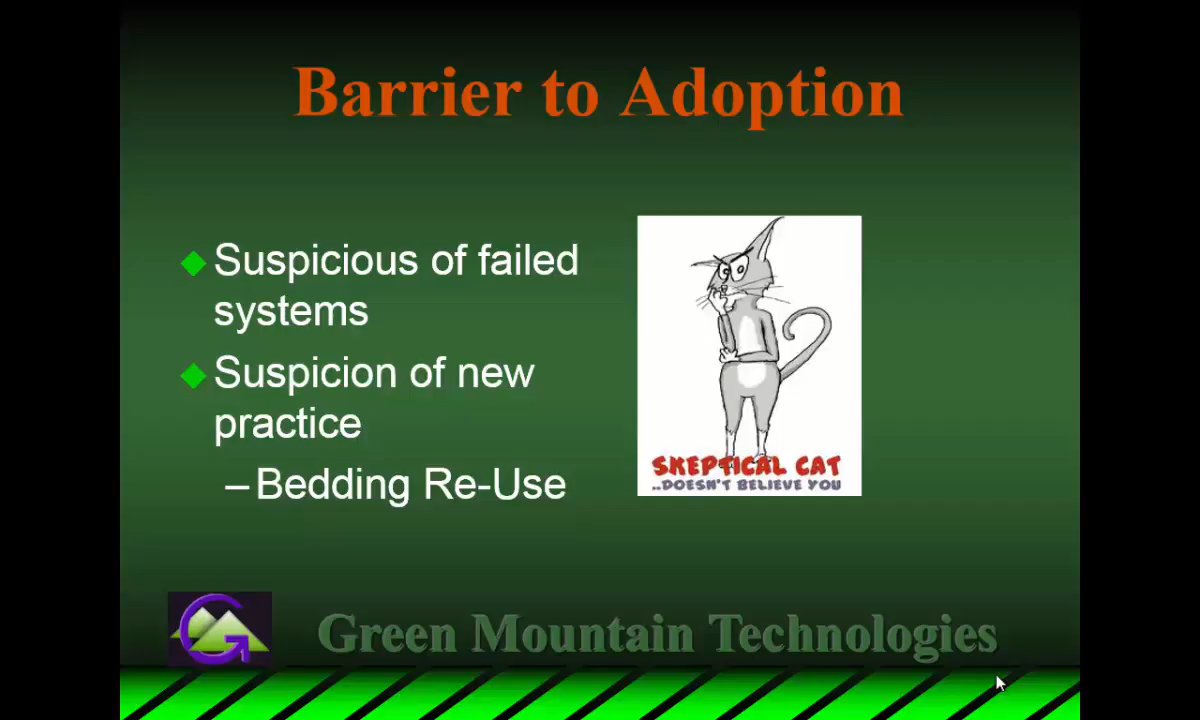 Barrier to Adoption
Suspicious of failed
systems
Suspicion of new
practice
–Bedding Re-Use
SKEPTICAL CAT
..DOESN'T BELIEVE YOU
Green Mountain Technologies